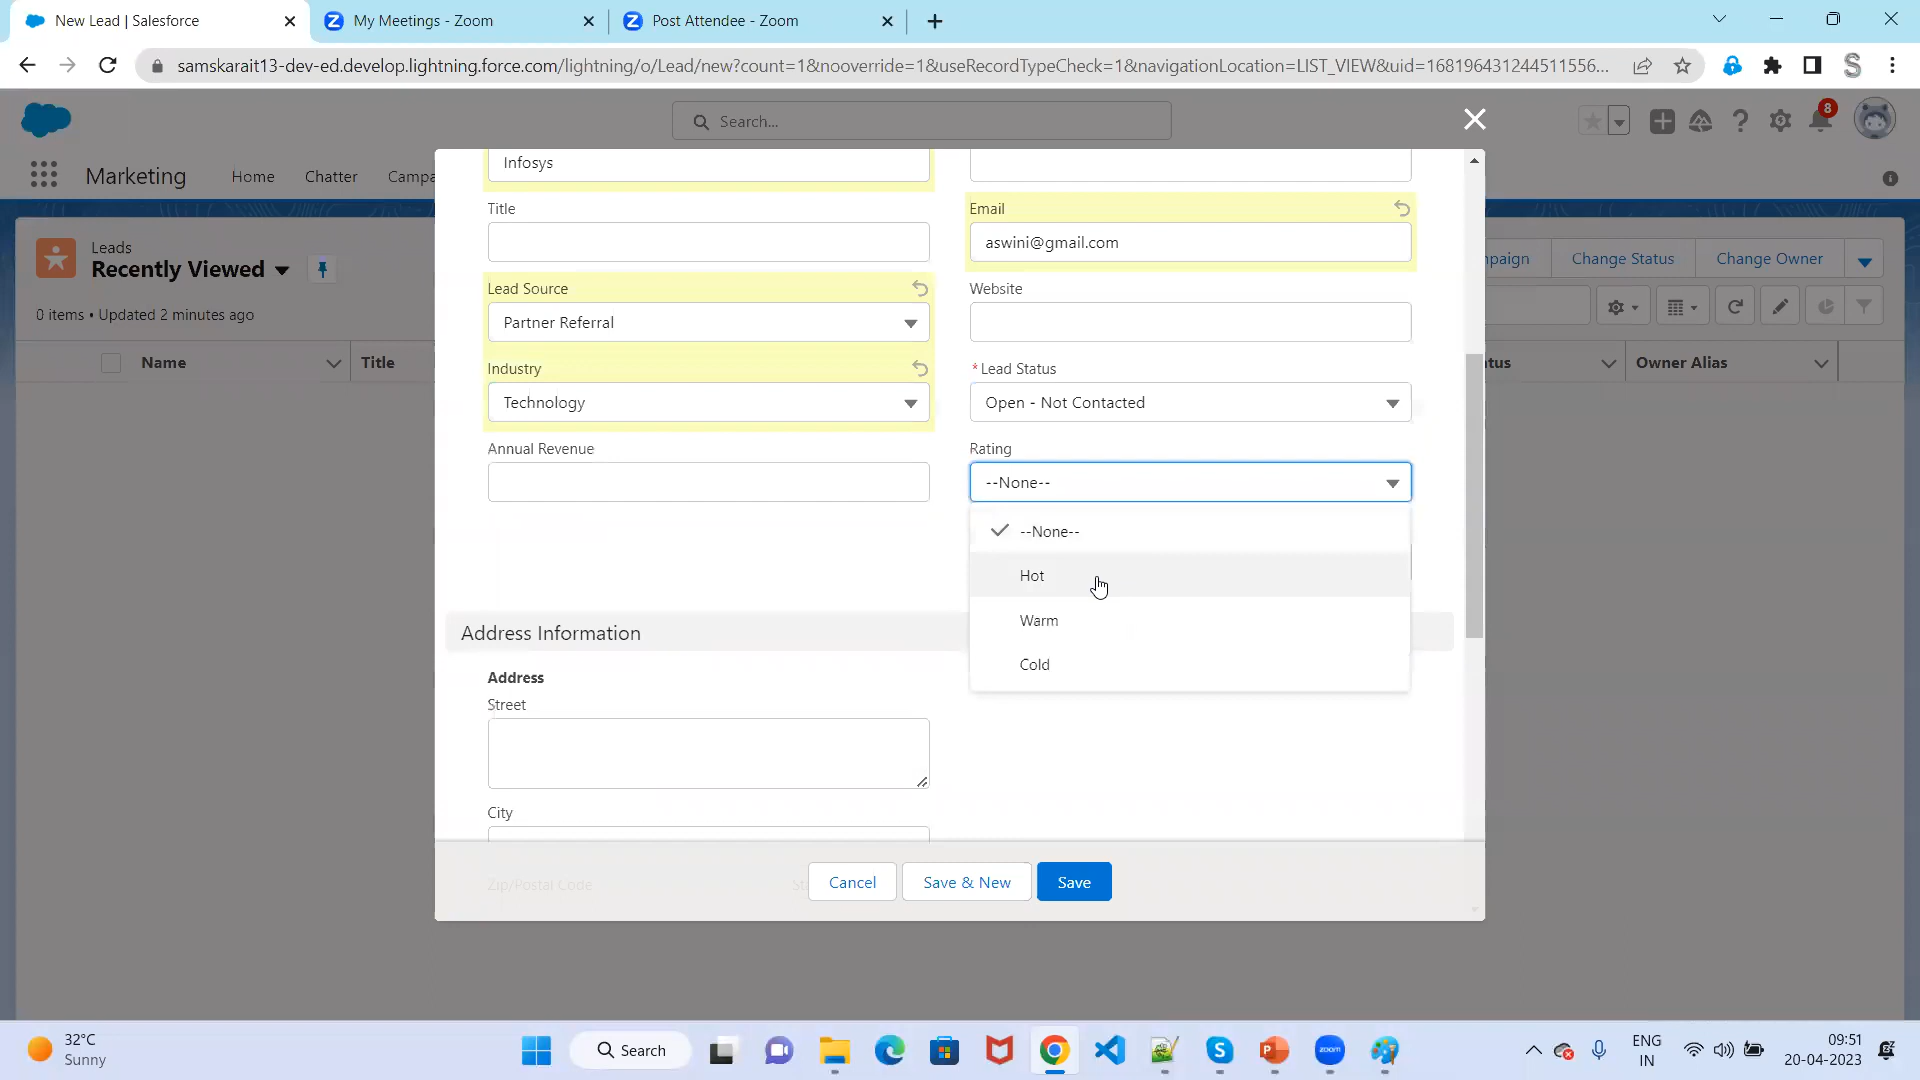 New Lead | Salesforce
My Meetings - Zoom
Post Attendee - Zoom
samskarait13-dev-ed.develop.lightning.force.com/lightning/o/Lead/new?count=1&nooverride=1&useRecordTypeCheck=1&navigationLocation=LIST_VIEW&uid=168196431244511556...
Search...
8
Marketing
Home
Chatter
Campa
Infosys
Title
Email
aswini@gmail.com
Leads
Recently Viewed
paign
Change Status
Change Owner
Lead Source
Partner Referral
Website
0 items • Updated 2 minutes ago
Name
Title
Industry
Technology
* Lead Status
Open - Not Contacted
tus
Owner Alias
Annual Revenue
Rating
--None--
--None--
Hot
Warm
Cold
Address Information
Address
Street
City
Zip/Postal Code
St
Cancel
Save & New
Save
32°C
Sunny
Search
zoom
ENG
IN
09:51
20-04-2023